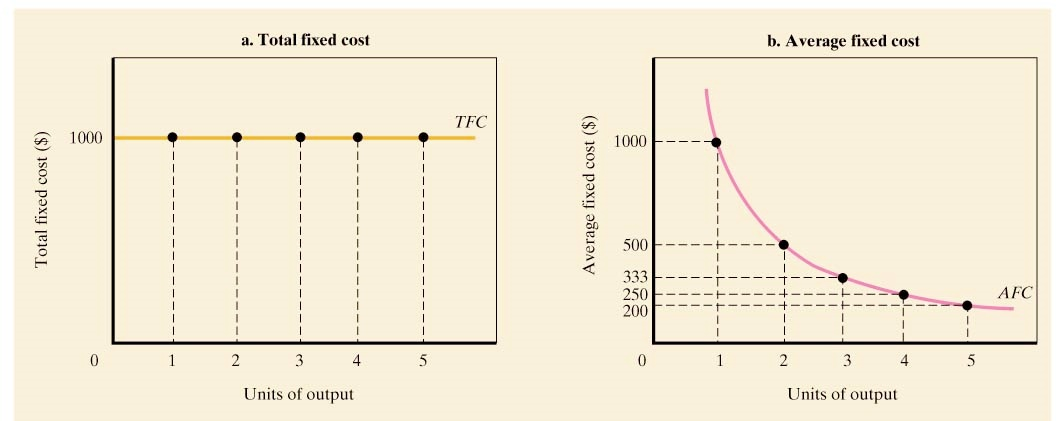 a. Total fixed cost
Total fixed cost ($)
1000
TFC
0 1 2 3 4 5
Units of output
b. Average fixed cost
Average fixed cost ($)
1000
500
333
250
200
AFC
0 1 2 3 4 5
Units of output